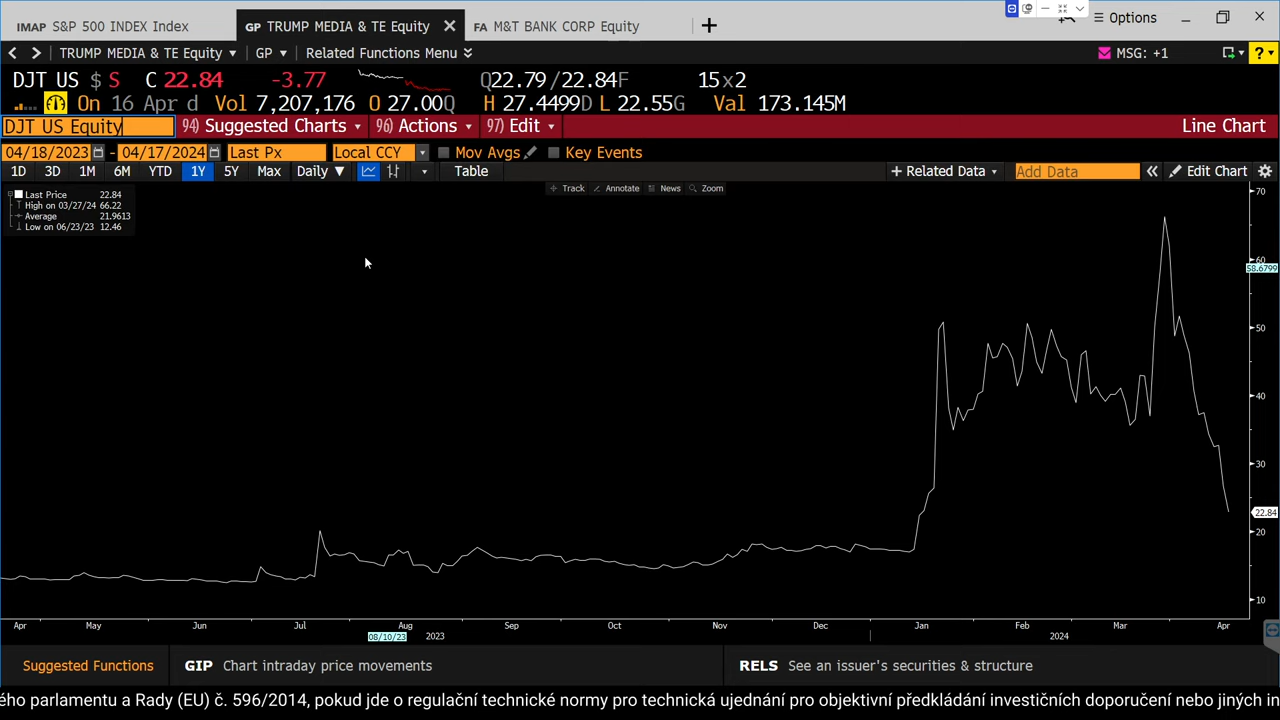 IMAP S&P 500 INDEX Index GP TRUMP MEDIA & TE Equity FA M&T BANK CORP Equity Options
TRUMP MEDIA & TE Equity GP Related Functions Menu MSG: +1
DJT US $ S C 22.84 -3.77 Q22.79/22.84F 15x2
On 16 Apr d Vol 7,207,176 O 27.00Q H 27.4499D L 22.55G Val 173.145M
DJT US Equity 94) Suggested Charts 96) Actions 97) Edit Line Chart
04/18/2023 - 04/17/2024 Last Px Local CCY Mov Avgs Key Events
1D 3D 1M 6M YTD 1Y 5Y Max Daily ▼ Table + Related Data Add Data « Edit Chart
Track Annotate News Zoom
Last Price 22.84
High on 03/27/24 66.22
Average 21.9613
Low on 06/23/23 12.46
70
60
58.6799
50
40
30
22.84
20
10
Apr May Jun Jul Aug Sep Oct Nov Dec Jan Feb Mar Apr
08/10/23 2023 2024
Suggested Functions GIP Chart intraday price movements RELS See an issuer's securities & structure
ého parlamentu a Rady (EU) č. 596/2014, pokud jde o regulační technické normy pro technická ujednání pro objektivní předkládání investičních doporučení nebo jiných in